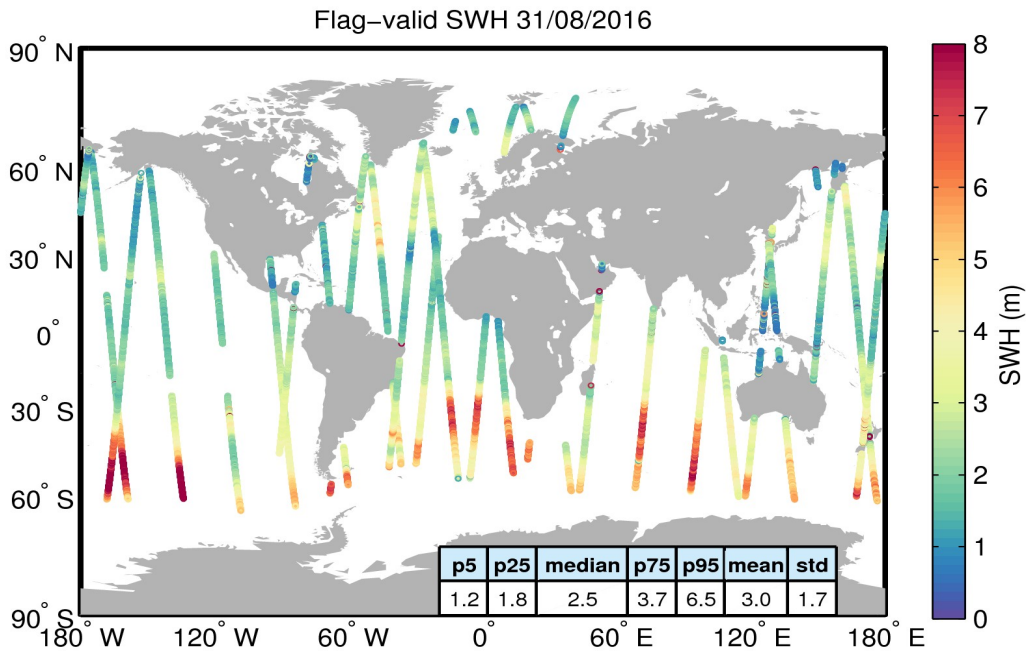 Flag−valid SWH 31/08/2016
90° N
60° N
30° N
0°
30° S
60° S
90° S
180° W
120° W
60° W
0°
60° E
120° E
180° E
p5 p25 median p75 p95 mean std
1.2 1.8 2.5 3.7 6.5 3.0 1.7
8
7
6
5
4
3
2
1
0
SWH (m)